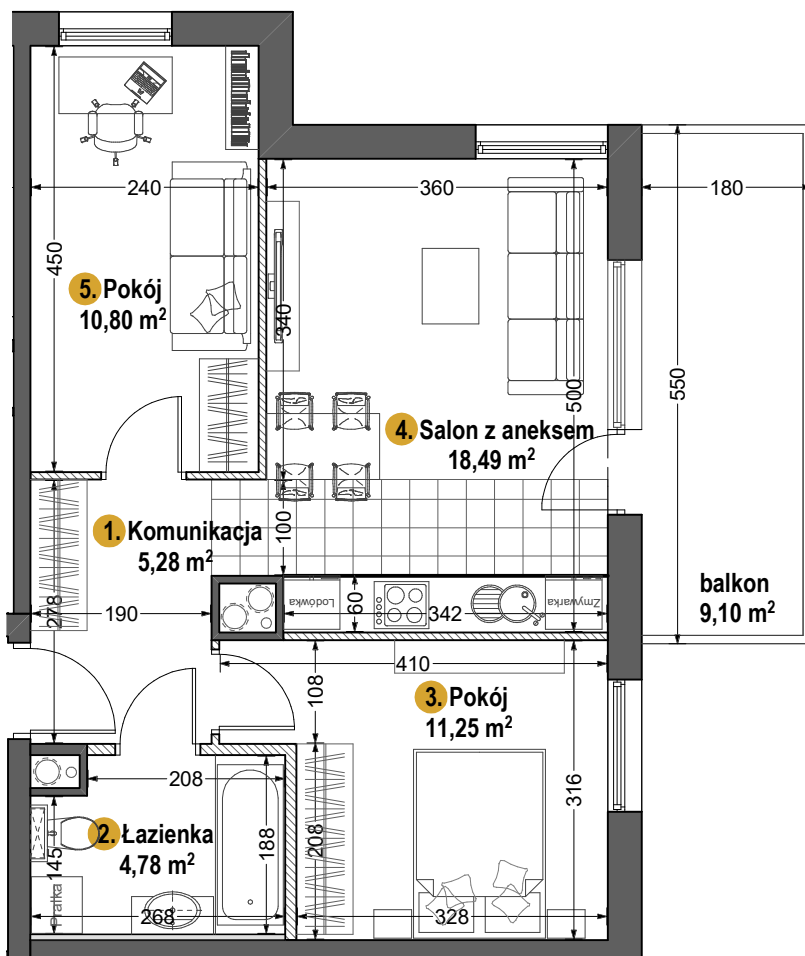 240
360
180
450
5. Pokój
10,80 m²
340
500
550
4. Salon z aneksem
18,49 m²
1. Komunikacja
5,28 m²
100
278
190
60
Lodówka
342
Zmywarka
balkon
9,10 m²
410
108
3. Pokój
11,25 m²
316
208
188
208
2. Łazienka
4,78 m²
145
Pralka
268
328